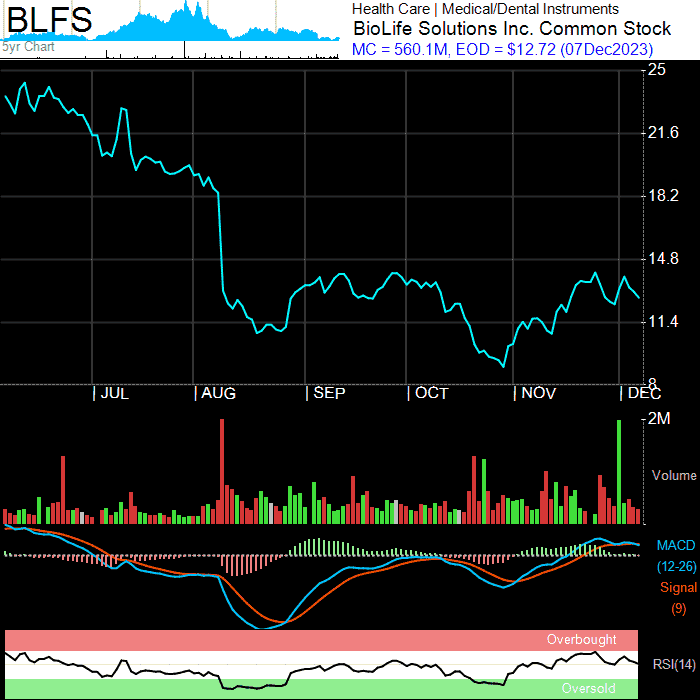 BLFS
5yr Chart
Health Care | Medical/Dental Instruments
BioLife Solutions Inc. Common Stock
MC = 560.1M, EOD = $12.72 (07Dec2023)
25
21.6
18.2
14.8
11.4
8
JUL AUG SEP OCT NOV DEC
2M
Volume
MACD
(12-26)
Signal
(9)
Overbought
RSI(14)
Oversold